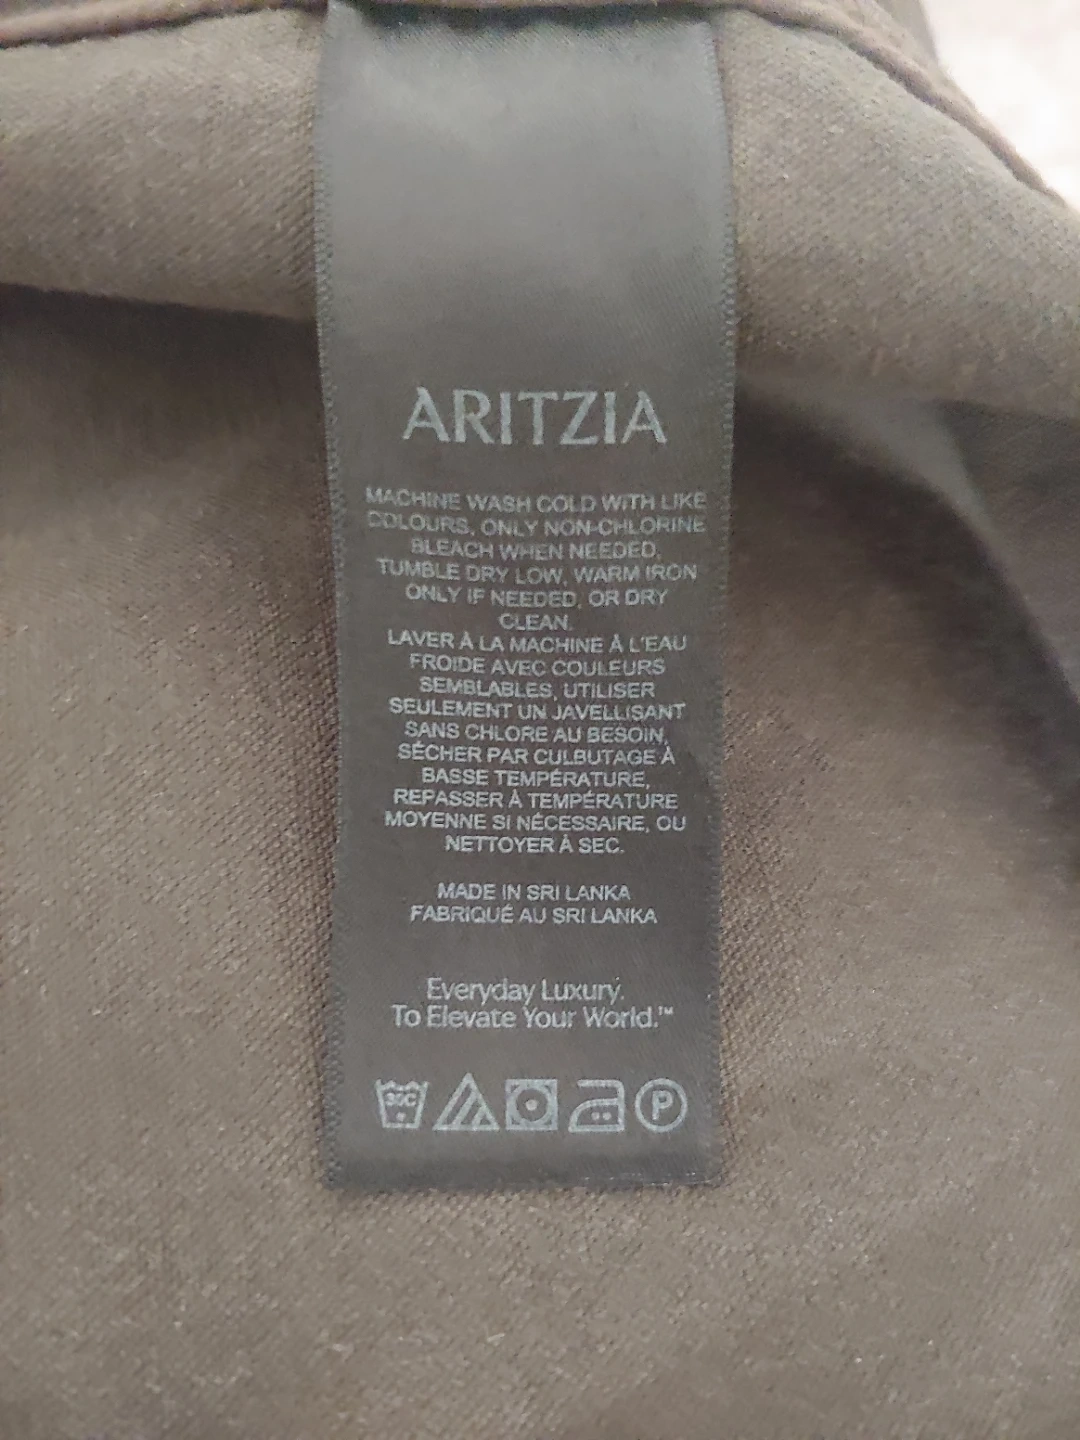 ARITZIA
MACHINE WASH COLD WITH LIKE
COLOURS, ONLY NON-CHLORINE
BLEACH WHEN NEEDED,
TUMBLE DRY LOW, WARM IRON
ONLY IF NEEDED, OR DRY
CLEAN.
LAVER À LA MACHINE À L'EAU
FROIDE AVEC COULEURS
SEMBLABLES, UTILISER
SEULEMENT UN JAVELLISANT
SANS CHLORE AU BESOIN,
SÉCHER PAR CULBUTAGE À
BASSE TEMPÉRATURE,
REPASSER À TEMPÉRATURE
MOYENNE SI NÉCESSAIRE, OU
NETTOYER À SEC.
MADE IN SRI LANKA
FABRIQUÉ AU SRI LANKA
Everyday Luxury.
To Elevate Your World.™
30C P